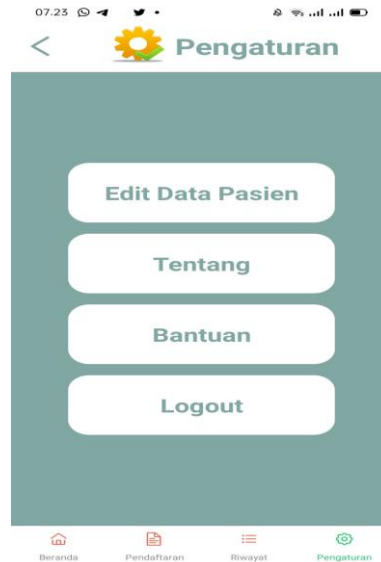 07.23
Pengaturan
Edit Data Pasien
Tentang
Bantuan
Logout
Beranda Pendaftaran Riwayat Pengaturan